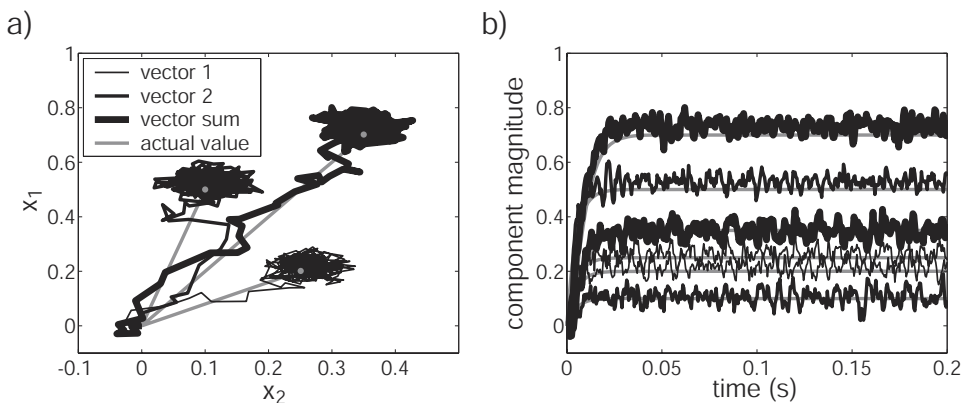 a)
1
0.8
0.6
0.4
0.2
0
x1
-0.1 0 0.1 0.2 0.3 0.4
x2
vector 1
vector 2
vector sum
actual value
b)
1
0.8
0.6
0.4
0.2
0
component magnitude
0 0.05 0.1 0.15 0.2
time (s)